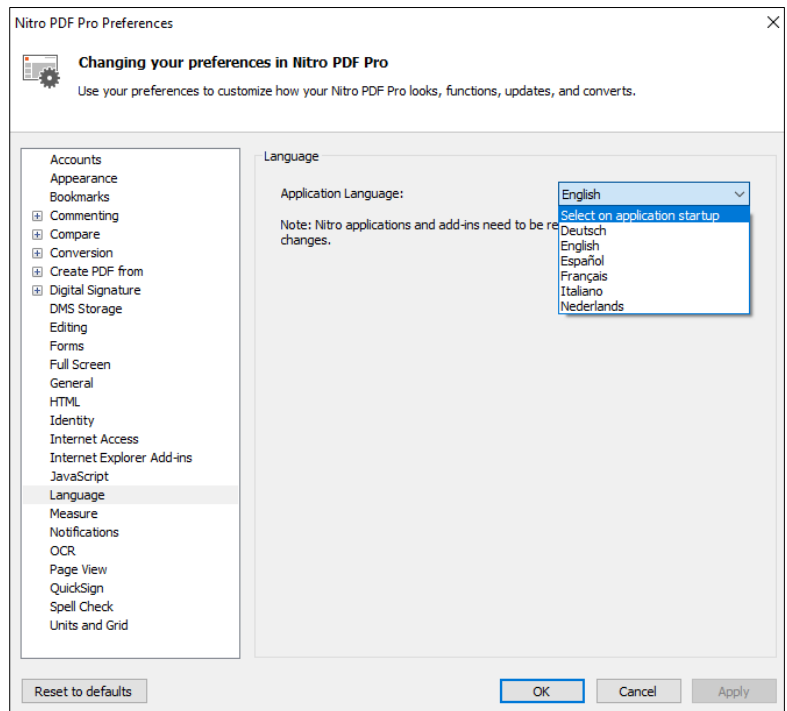 Nitro PDF Pro Preferences
Changing your preferences in Nitro PDF Pro
Use your preferences to customize how your Nitro PDF Pro looks, functions, updates, and converts.
Accounts
Appearance
Bookmarks
Commenting
Compare
Conversion
Create PDF from
Digital Signature
DMS Storage
Editing
Forms
Full Screen
General
HTML
Identity
Internet Access
Internet Explorer Add-ins
JavaScript
Language
Measure
Notifications
OCR
Page View
QuickSign
Spell Check
Units and Grid
Language
Application Language:
English
Select on application startup
Deutsch
English
Español
Français
Italiano
Nederlands
Note: Nitro applications and add-ins need to be re
changes.
Reset to defaults
OK
Cancel
Apply